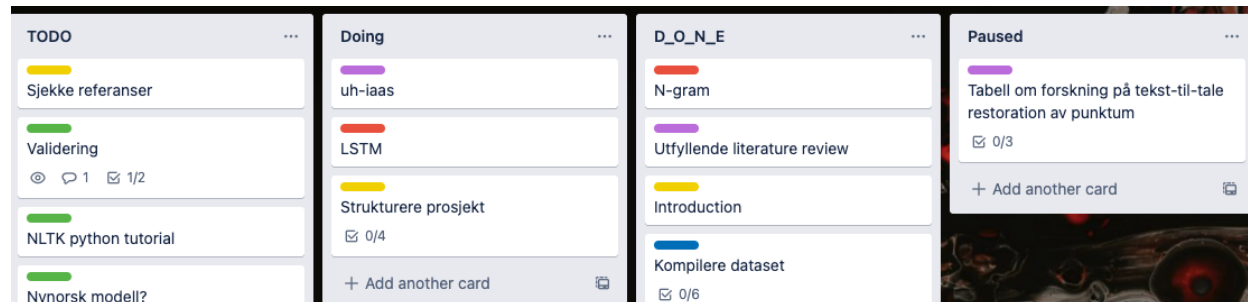 TODO
Sjekke referanser
Validering
1
1/2
NLTK python tutorial
Nynorsk modell?
Doing
uh-iaas
LSTM
Strukturere prosjekt
0/4
+ Add another card
D_O_N_E
N-gram
Utfyllende literature review
Introduction
Kompilere dataset
0/6
Paused
Tabell om forskning på tekst-til-tale
restoration av punktum
0/3
+ Add another card